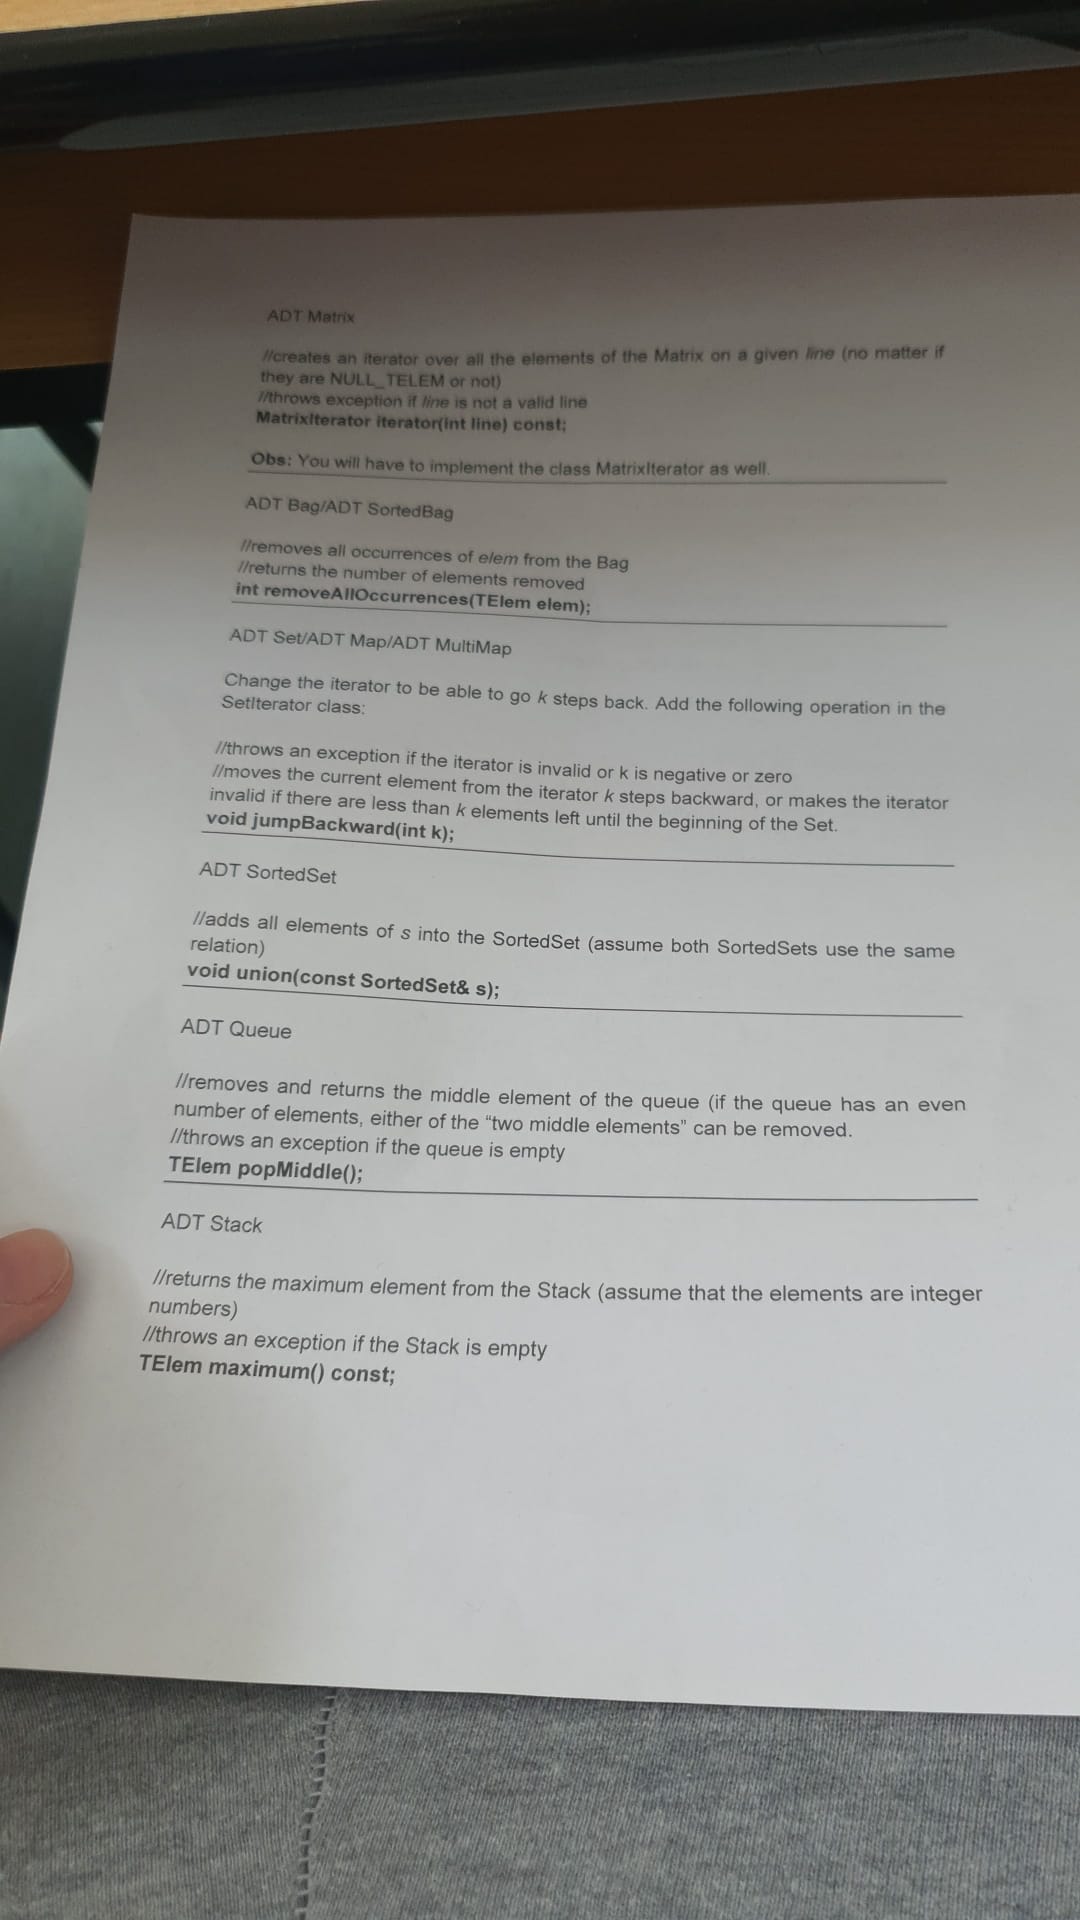 ADT Matrix
//creates an iterator over all the elements of the Matrix on a given line (no matter if
they are NULL_TELEM or not)
//throws exception if line is not a valid line
MatrixIterator iterator(int line) const;
Obs: You will have to implement the class MatrixIterator as well.
ADT Bag/ADT SortedBag
//removes all occurrences of elem from the Bag
//returns the number of elements removed
int removeAllOccurrences(TElem elem);
ADT Set/ADT Map/ADT MultiMap
Change the iterator to be able to go k steps back. Add the following operation in the
SetIterator class:
//throws an exception if the iterator is invalid or k is negative or zero
//moves the current element from the iterator k steps backward, or makes the iterator
invalid if there are less than k elements left until the beginning of the Set.
void jumpBackward(int k);
ADT SortedSet
//adds all elements of s into the SortedSet (assume both SortedSets use the same
relation)
void union(const SortedSet& s);
ADT Queue
//removes and returns the middle element of the queue (if the queue has an even
number of elements, either of the “two middle elements” can be removed.
//throws an exception if the queue is empty
TElem popMiddle();
ADT Stack
//returns the maximum element from the Stack (assume that the elements are integer
numbers)
//throws an exception if the Stack is empty
TElem maximum() const;